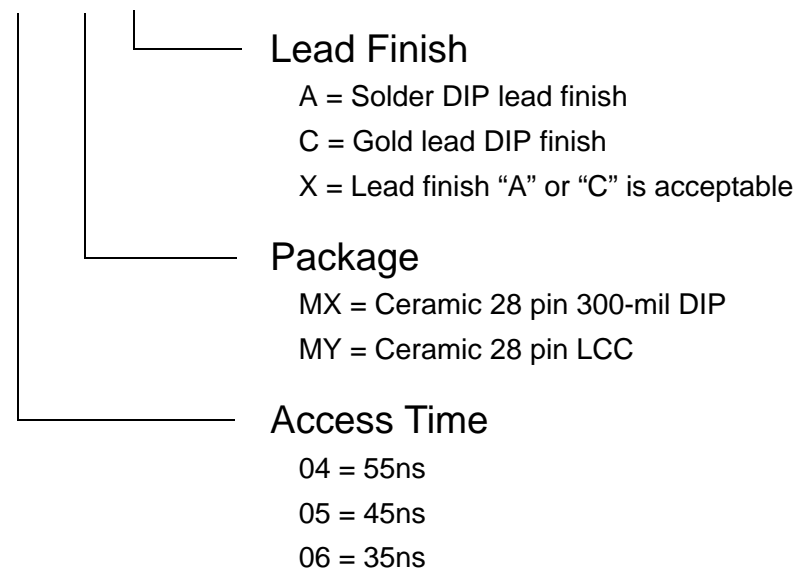 Lead Finish
A = Solder DIP lead finish
C = Gold lead DIP finish
X = Lead finish “A” or “C” is acceptable
Package
MX = Ceramic 28 pin 300-mil DIP
MY = Ceramic 28 pin LCC
Access Time
04 = 55ns
05 = 45ns
06 = 35ns